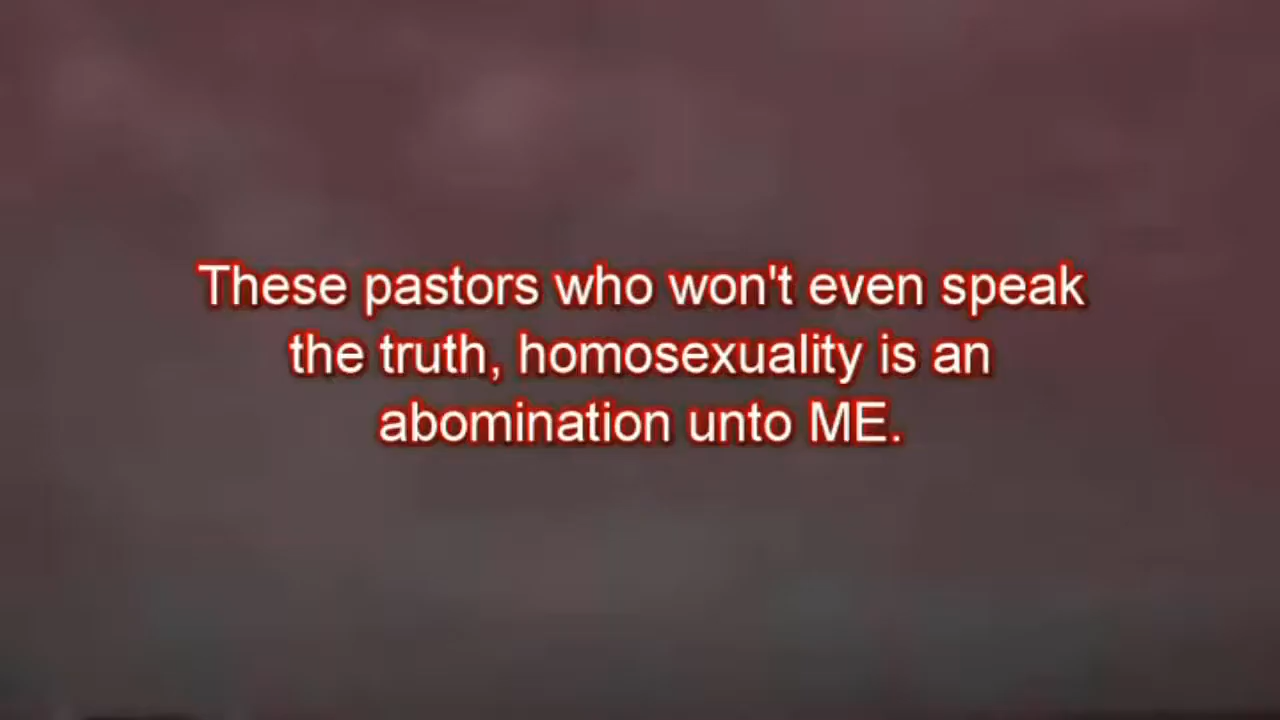 These pastors who won't even speak
the truth, homosexuality is an
abomination unto ME.